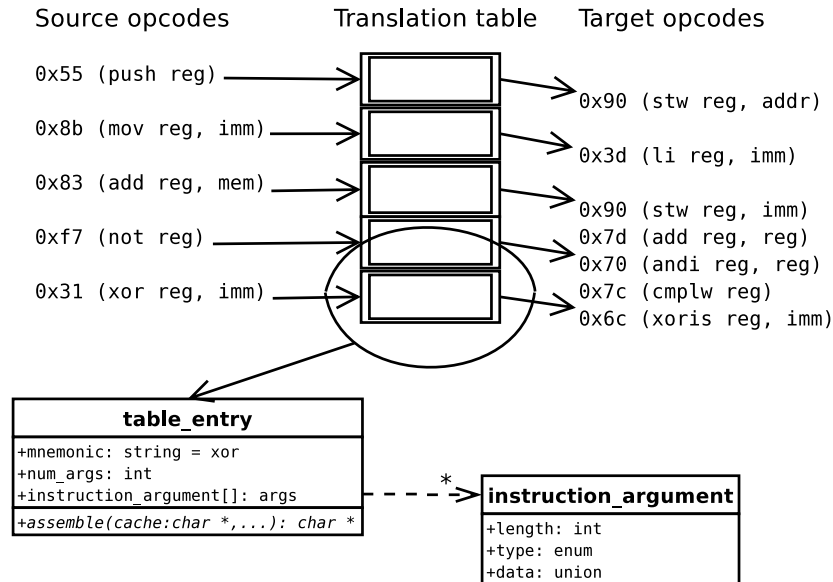 Source opcodes
Translation table
Target opcodes
0x55 (push reg)
0x8b (mov reg, imm)
0x83 (add reg, mem)
0xf7 (not reg)
0x31 (xor reg, imm)
0x90 (stw reg, addr)
0x3d (li reg, imm)
0x90 (stw reg, imm)
0x7d (add reg, reg)
0x70 (andi reg, reg)
0x7c (cmplw reg)
0x6c (xoris reg, imm)
table_entry
+mnemonic: string = xor
+num_args: int
+instruction_argument[]: args
+assemble(cache:char *,...): char *
*
instruction_argument
+length: int
+type: enum
+data: union